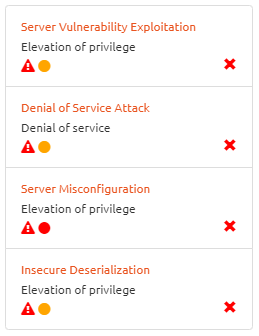 Server Vulnerability Exploitation
Elevation of privilege
Denial of Service Attack
Denial of service
Server Misconfiguration
Elevation of privilege
Insecure Deserialization
Elevation of privilege